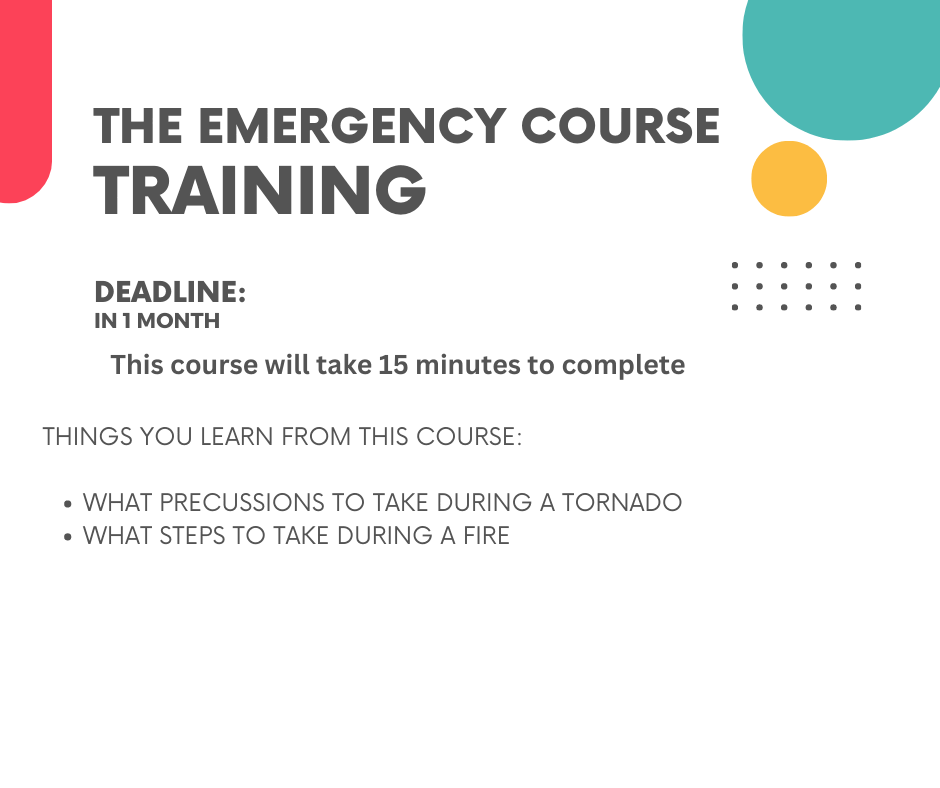 THE EMERGENCY COURSE
TRAINING
DEADLINE:
IN 1 MONTH
This course will take 15 minutes to complete
THINGS YOU LEARN FROM THIS COURSE:
• WHAT PRECUSSIONS TO TAKE DURING A TORNADO
• WHAT STEPS TO TAKE DURING A FIRE